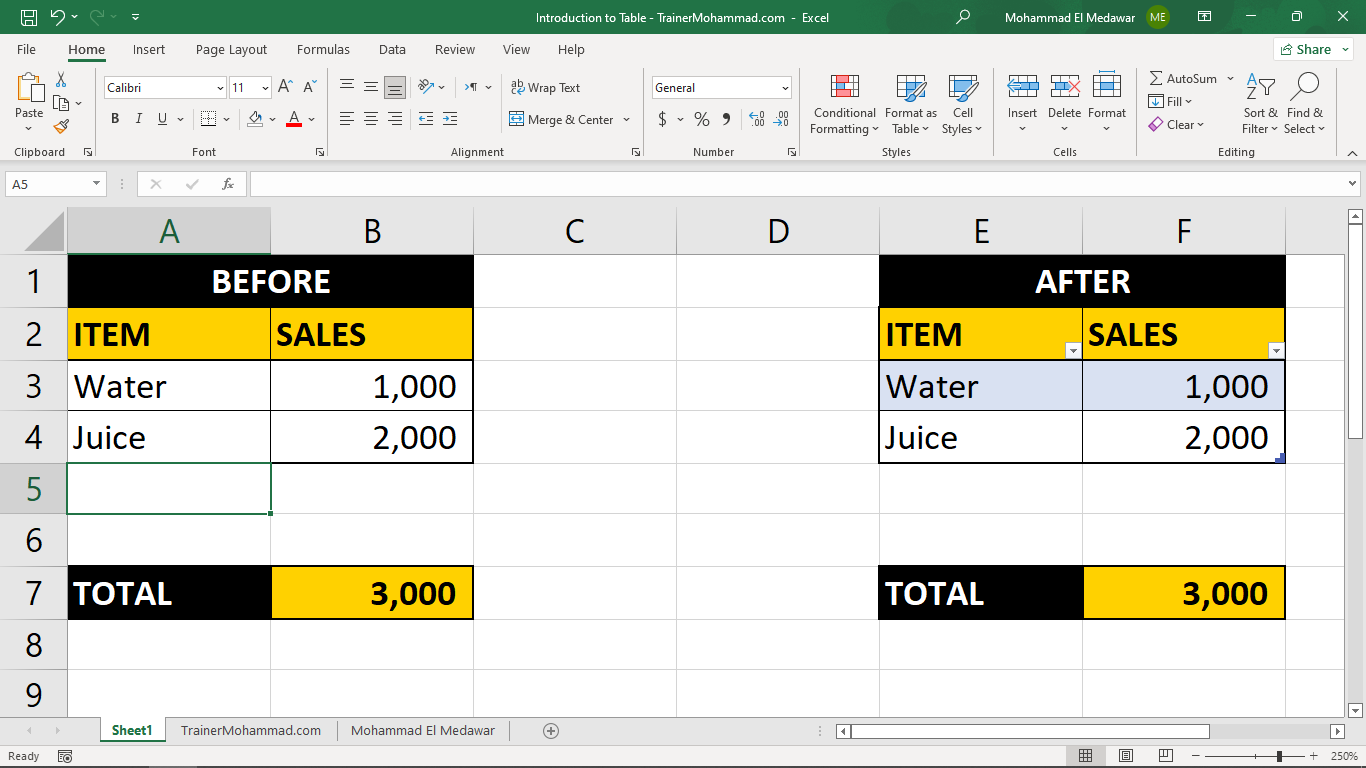 Introduction to Table - TrainerMohammad.com - Excel
Mohammad El Medawar ME
File Home Insert Page Layout Formulas Data Review View Help Share
Calibri 11 ab Wrap Text General AutoSum
Paste Conditional Format as Cell Insert Delete Format Fill Sort & Find &
B I U A Merge & Center $ % Formatting Table Styles Clear Filter Select
Clipboard Font Alignment Number Styles Cells Editing
A5 fx
A B C D E F
1 BEFORE AFTER
2 ITEM SALES ITEM SALES
3 Water 1,000 Water 1,000
4 Juice 2,000 Juice 2,000
5
6
7 TOTAL 3,000 TOTAL 3,000
8
9
Sheet1 TrainerMohammad.com Mohammad El Medawar
Ready 250%